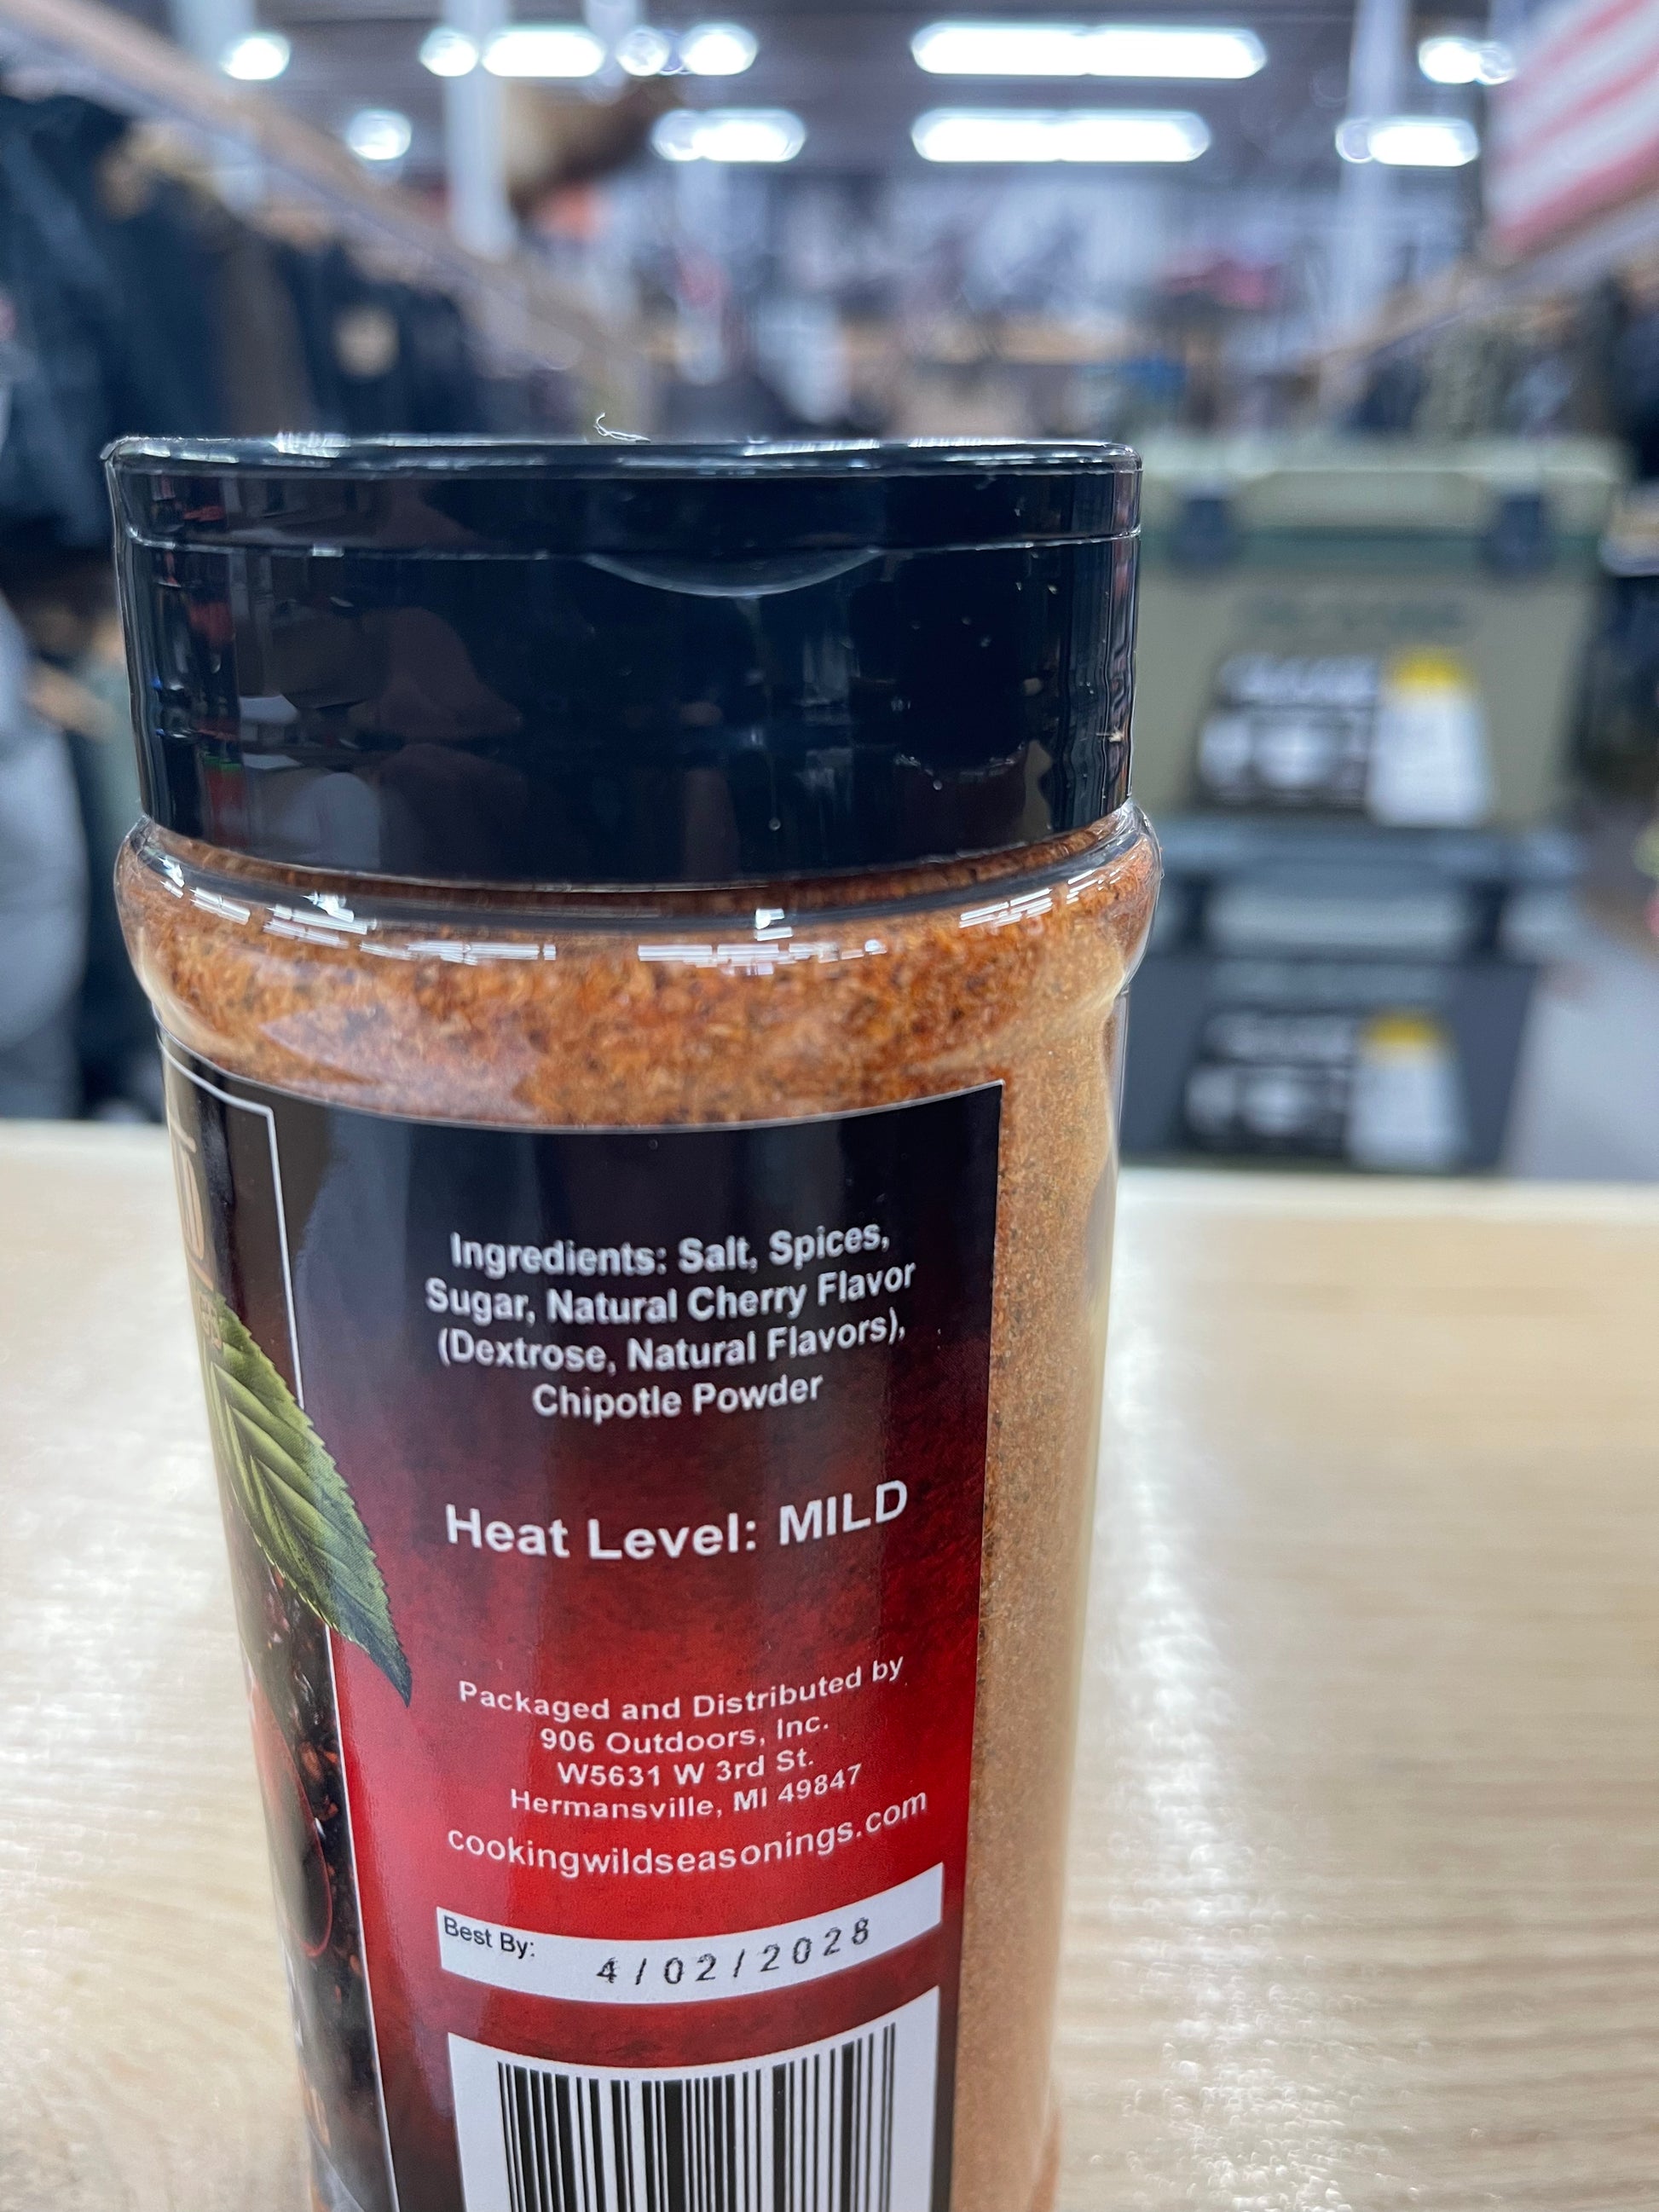 Ingredients: Salt, Spices,
Sugar, Natural Cherry Flavor
(Dextrose, Natural Flavors),
Chipotle Powder
Heat Level: MILD
Packaged and Distributed by
906 Outdoors, Inc.
W5631 W 3rd St.
Hermansville, MI 49847
cookingwildseasonings.com
Best By: 4/02/2028